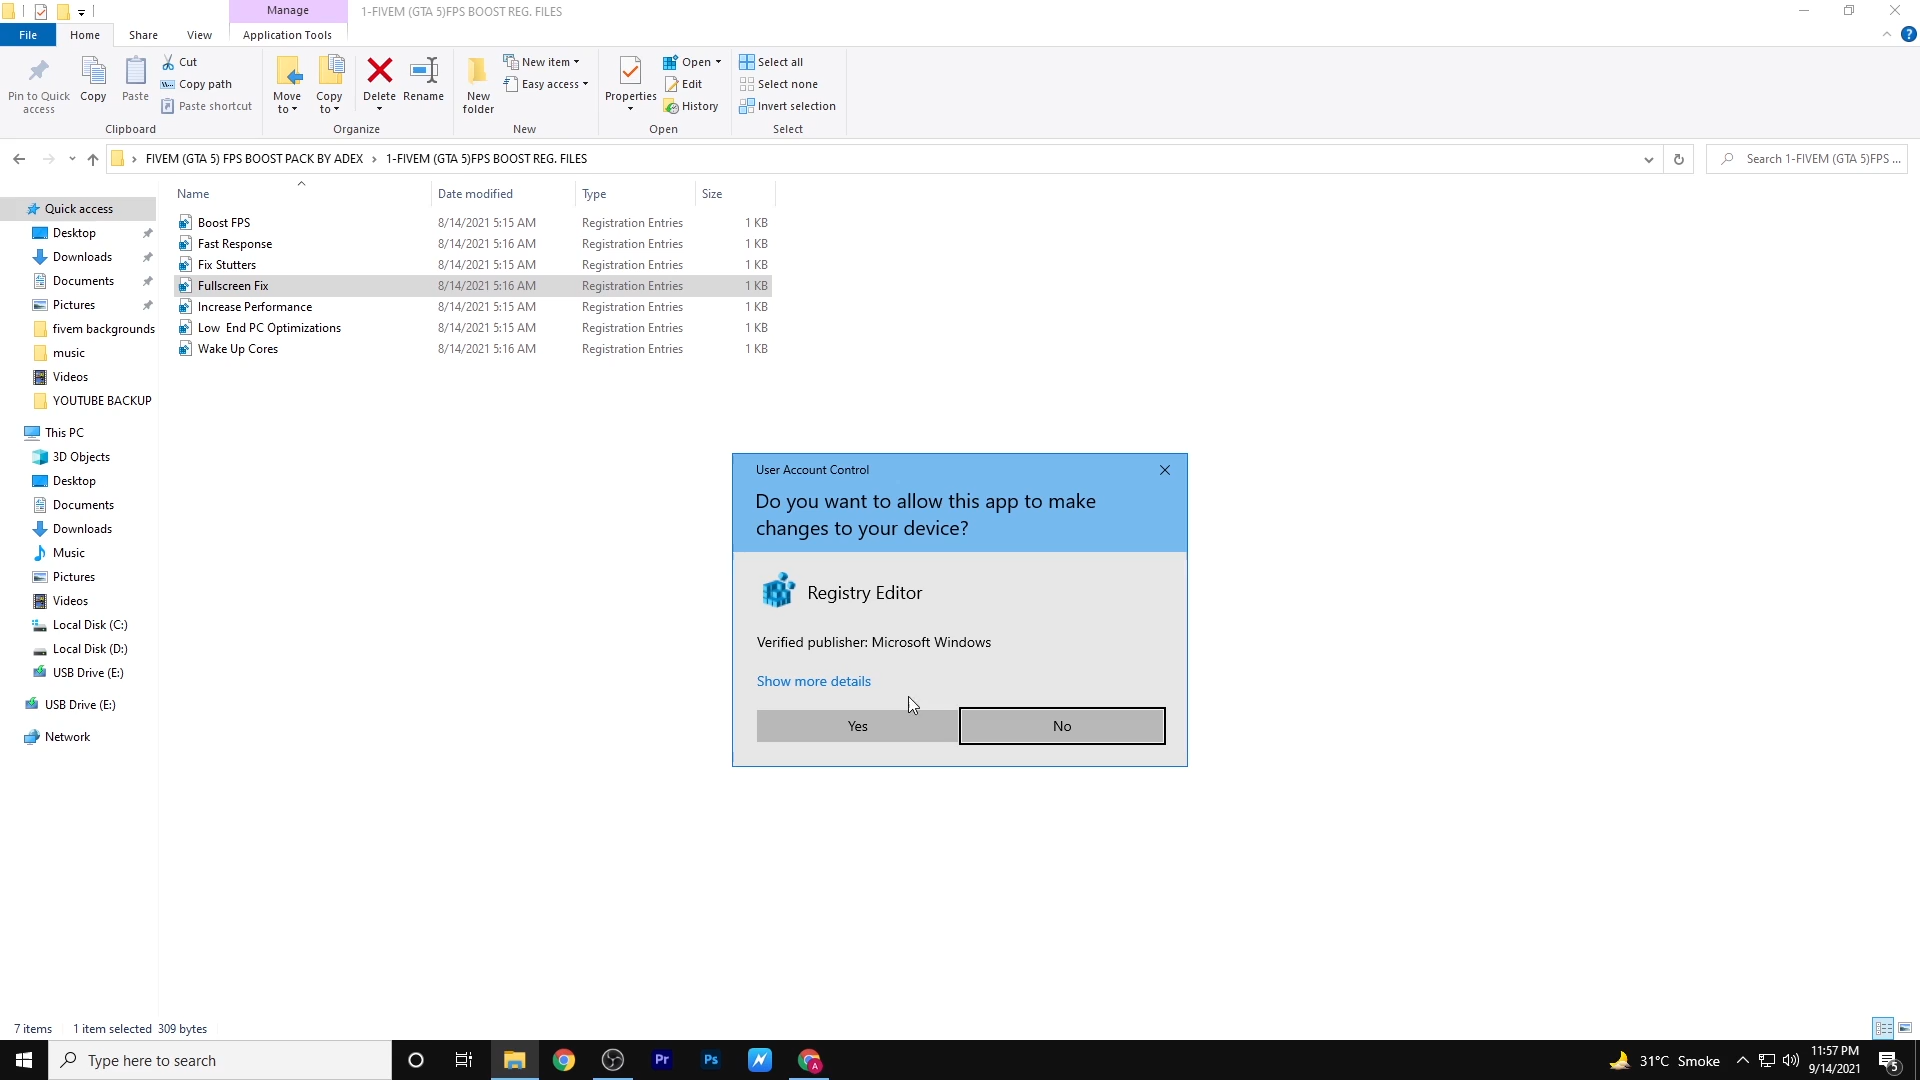 Manage
1-FIVEM (GTA 5)FPS BOOST REG. FILES
File
Home
Share
View
Application Tools
Pin to Quick access
Copy
Paste
Cut
Copy path
Paste shortcut
Clipboard
Move to
Copy to
Delete
Rename
Organize
New folder
New item
Easy access
New
Properties
Open
Edit
History
Open
Select all
Select none
Invert selection
Select
FIVEM (GTA 5) FPS BOOST PACK BY ADEX
1-FIVEM (GTA 5)FPS BOOST REG. FILES
Search 1-FIVEM (GTA 5)FPS ...
Name Date modified Type Size
Boost FPS 8/14/2021 5:15 AM Registration Entries 1 KB
Fast Response 8/14/2021 5:16 AM Registration Entries 1 KB
Fix Stutters 8/14/2021 5:15 AM Registration Entries 1 KB
Fullscreen Fix 8/14/2021 5:16 AM Registration Entries 1 KB
Increase Performance 8/14/2021 5:15 AM Registration Entries 1 KB
Low End PC Optimizations 8/14/2021 5:15 AM Registration Entries 1 KB
Wake Up Cores 8/14/2021 5:16 AM Registration Entries 1 KB
Quick access
Desktop
Downloads
Documents
Pictures
fivem backgrounds
music
Videos
YOUTUBE BACKUP
This PC
3D Objects
Desktop
Documents
Downloads
Music
Pictures
Videos
Local Disk (C:)
Local Disk (D:)
USB Drive (E:)
USB Drive (E:)
Network
User Account Control
Do you want to allow this app to make
changes to your device?
Registry Editor
Verified publisher: Microsoft Windows
Show more details
Yes
No
7 items 1 item selected 309 bytes
Type here to search
Pr
Ps
A
31°C Smoke
11:57 PM
9/14/2021
5